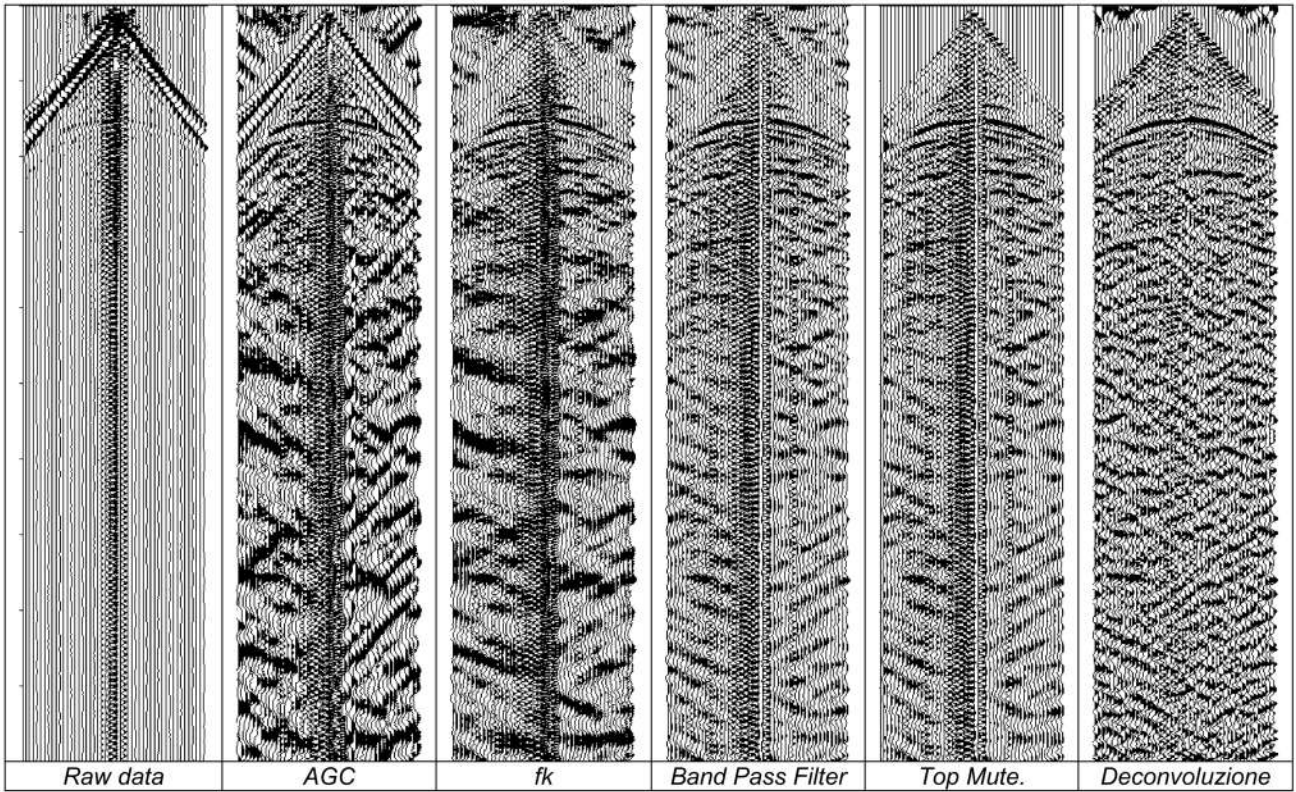 Raw data
AGC
fk
Band Pass Filter
Top Mute.
Deconvoluzione